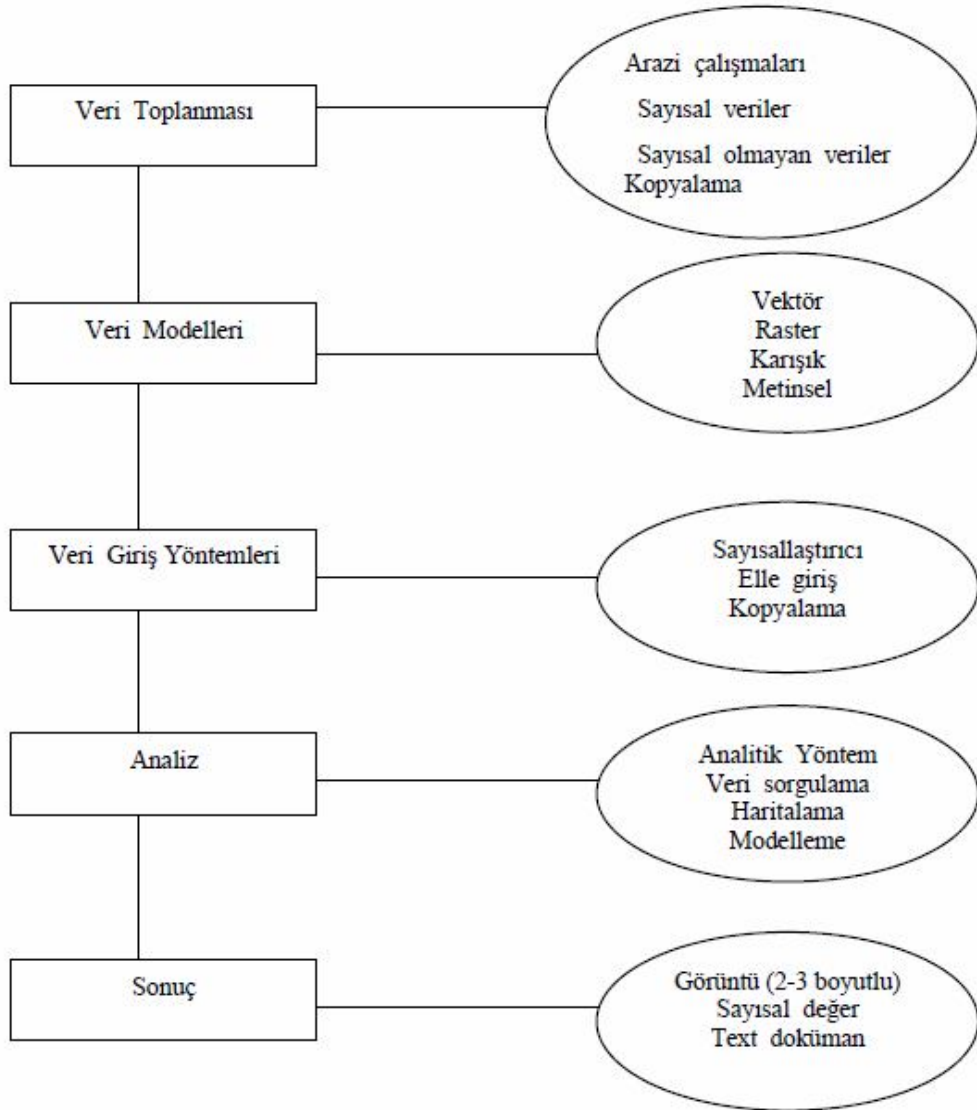 Veri Toplanması
Arazi çalışmaları
Sayısal veriler
Sayısal olmayan veriler
Kopyalama
Veri Modelleri
Vektör
Raster
Karışık
Metinsel
Veri Giriş Yöntemleri
Sayısallaştırıcı
Elle giriş
Kopyalama
Analiz
Analitik Yöntem
Veri sorgulama
Haritalama
Modelleme
Sonuç
Görüntü (2-3 boyutlu)
Sayısal değer
Text doküman